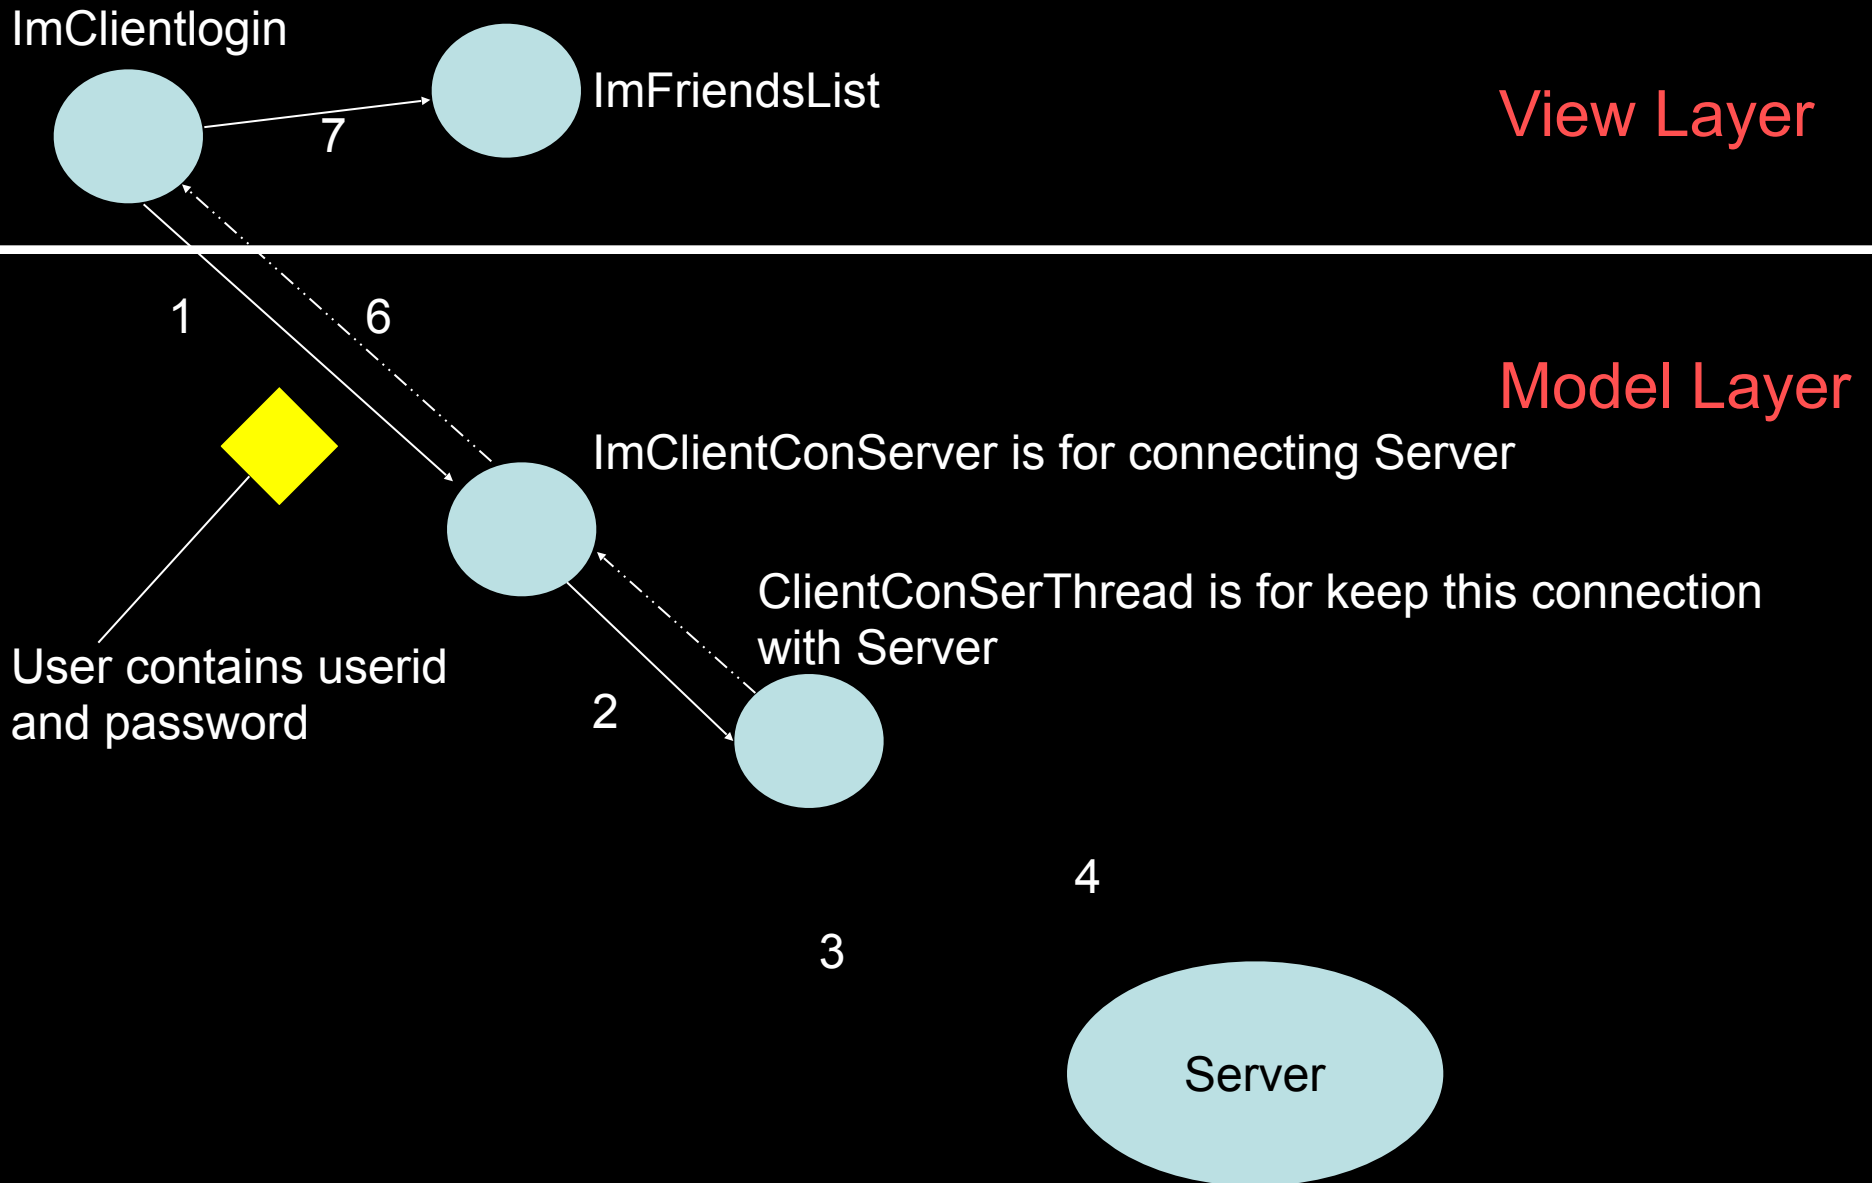 ImClientlogin
ImFriendsList
View Layer
7
1
6
Model Layer
ImClientConServer is for connecting Server
ClientConSerThread is for keep this connection
with Server
User contains userid
and password
2
4
3
Server